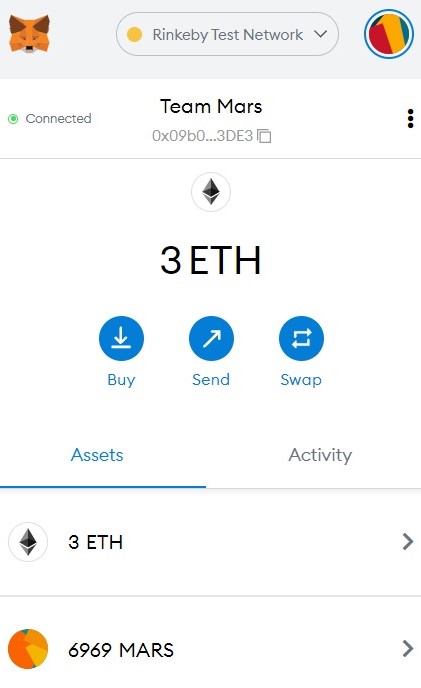 Rinkeby Test Network
Connected
Team Mars
0x09b0...3DE3
3 ETH
Buy Send Swap
Assets Activity
3 ETH
6969 MARS